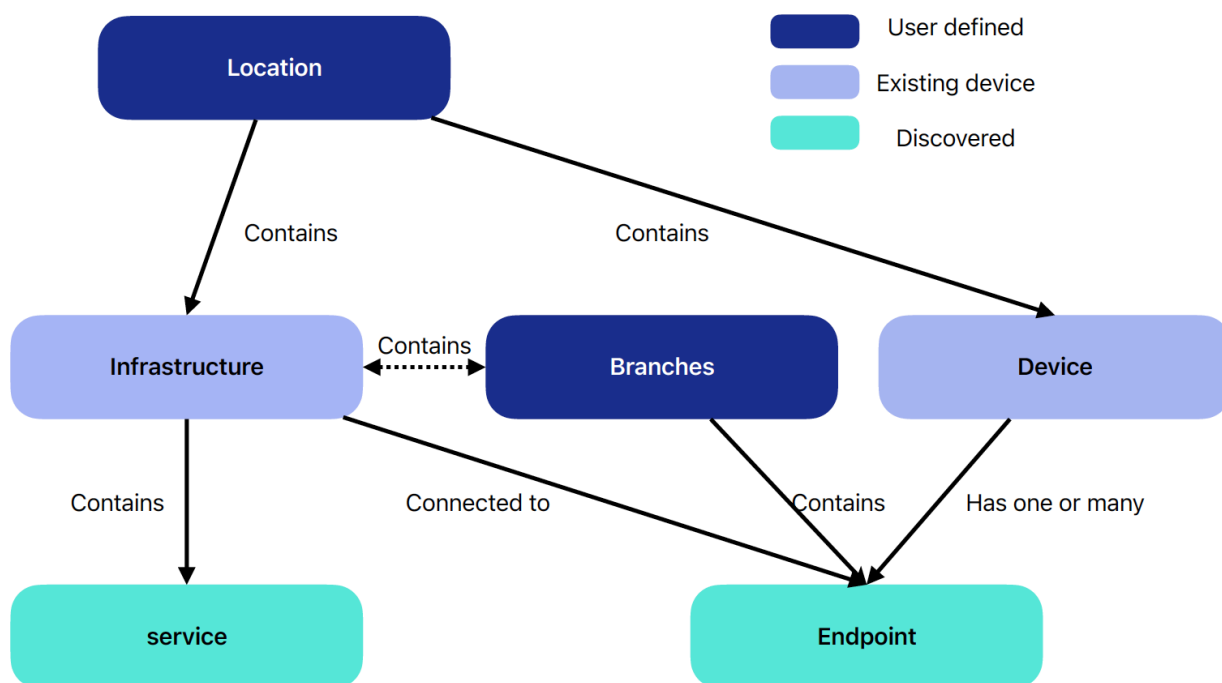 Location
User defined
Existing device
Discovered
Contains
Contains
Infrastructure
Contains
Branches
Device
Contains
Connected to
Contains
Has one or many
service
Endpoint